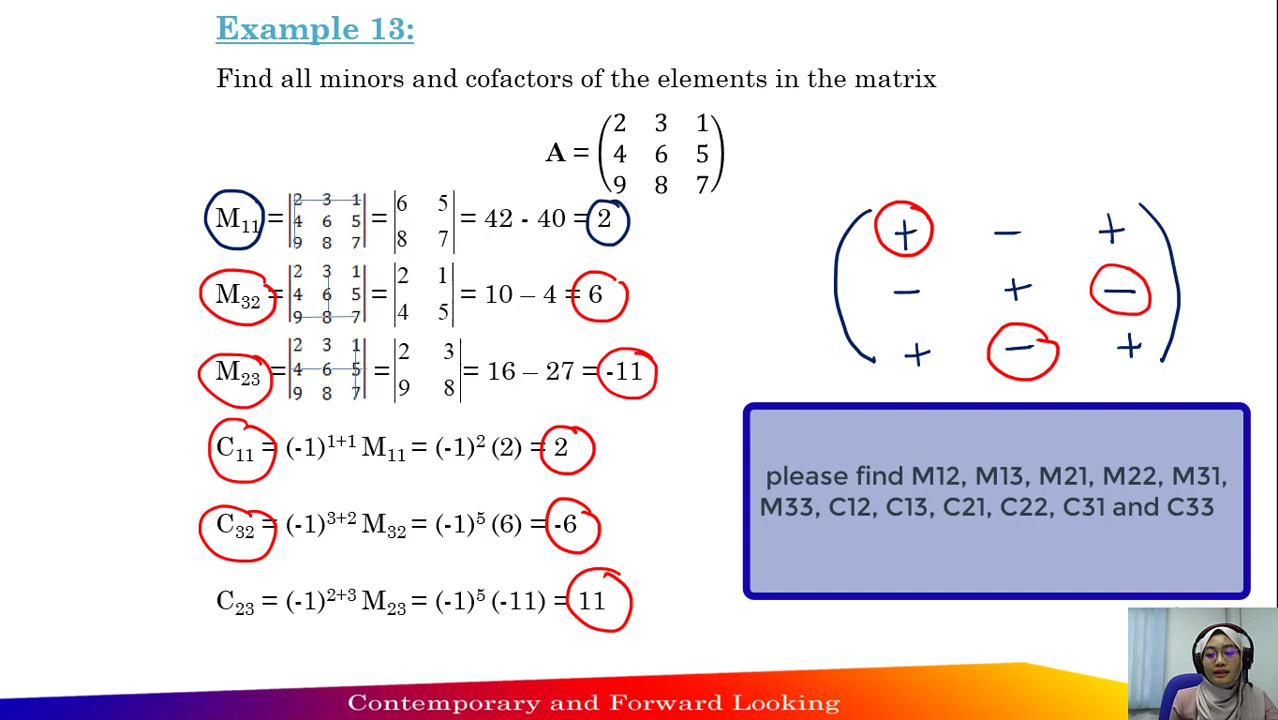 Example 13:
Find all minors and cofactors of the elements in the matrix
A = (2 3 1
4 6 5
9 8 7)
M₁₁ = |2 3 1 4 6 5 9 8 7| = |6 5 8 7| = 42 - 40 = 2
M₃₂ = |2 3 1 4 6 5 9 8 7| = |2 1 4 5| = 10 – 4 = 6
M₂₃ = |2 3 1 4 6 5 9 8 7| = |2 3 9 8| = 16 – 27 = -11
C₁₁ = (-1)¹⁺¹ M₁₁ = (-1)² (2) = 2
C₃₂ = (-1)³⁺² M₃₂ = (-1)⁵ (6) = -6
C₂₃ = (-1)²⁺³ M₂₃ = (-1)⁵ (-11) = 11
(+ − +
− + −
+ − +)
please find M12, M13, M21, M22, M31,
M33, C12, C13, C21, C22, C31 and C33
Contemporary and Forward Looking